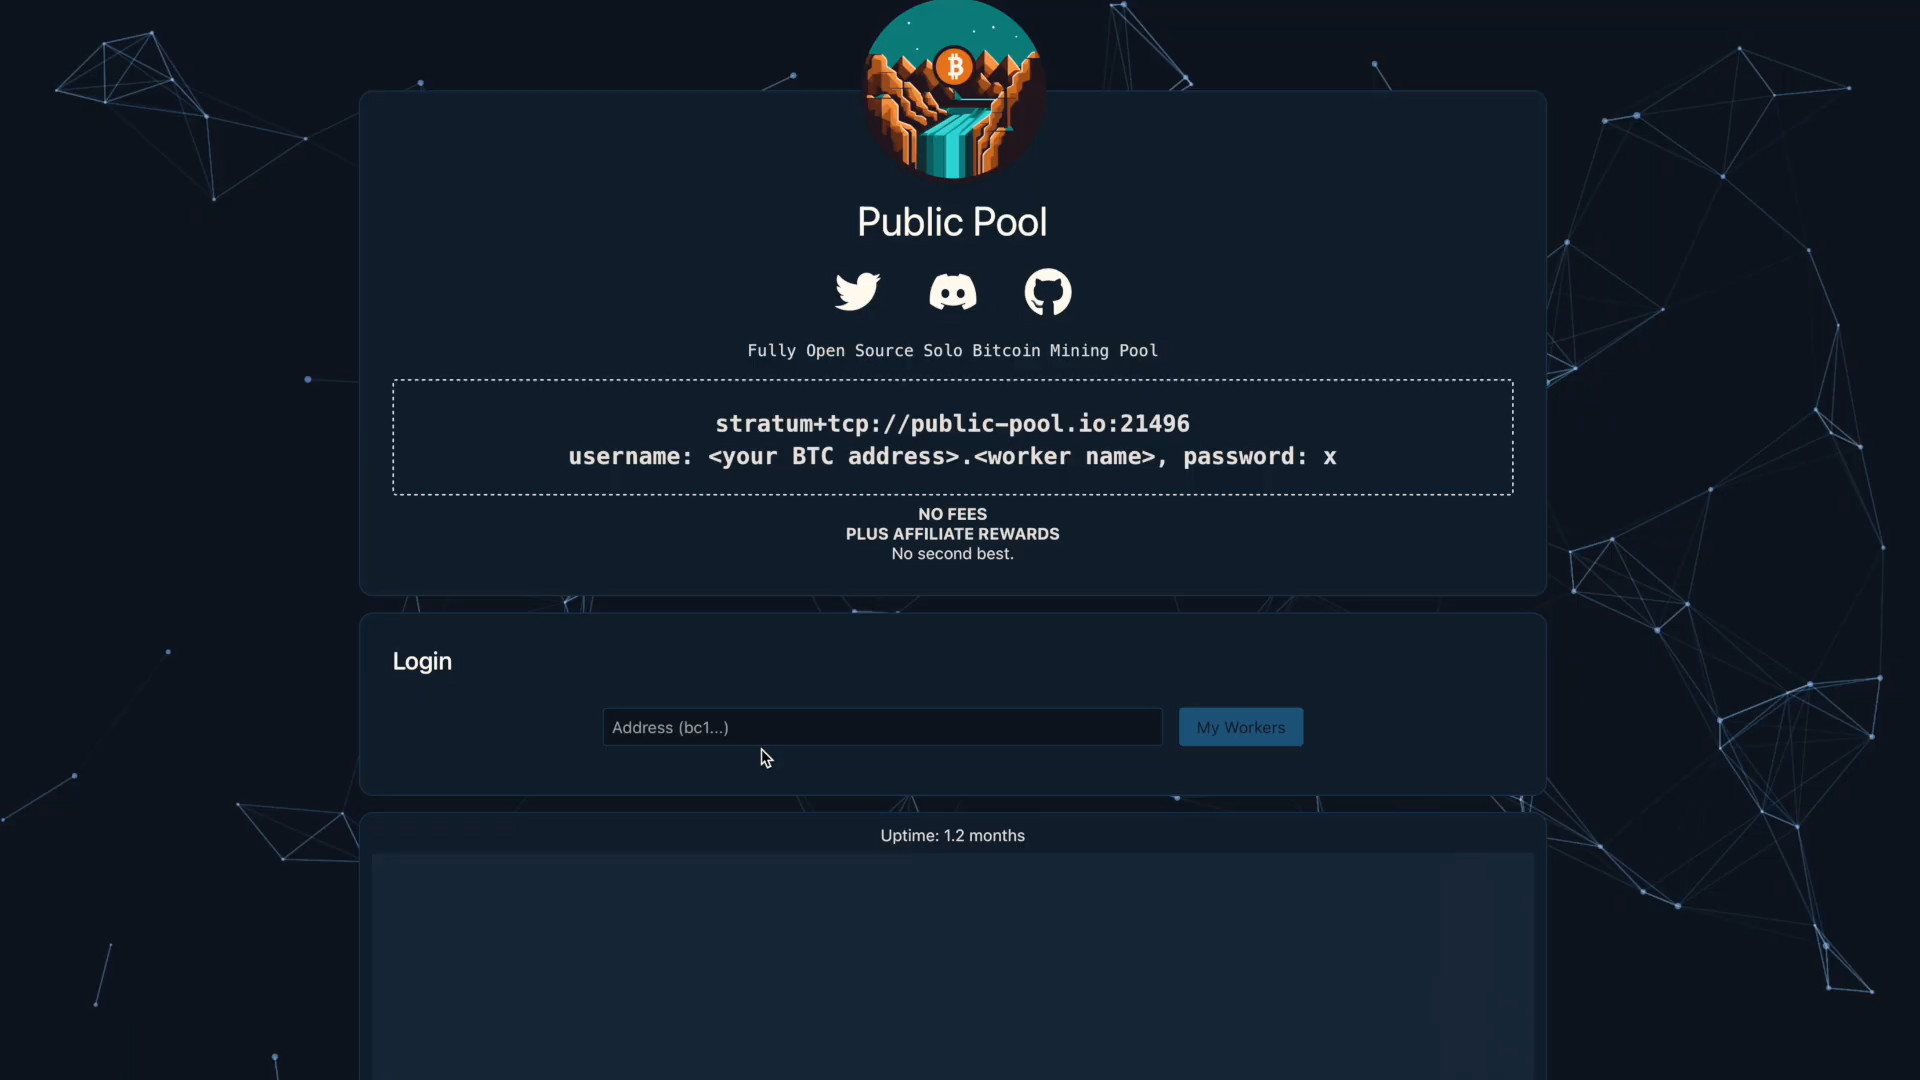 Public Pool
Fully Open Source Solo Bitcoin Mining Pool
stratum+tcp://public-pool.io:21496
username: <your BTC address>.<worker name>, password: x
NO FEES
PLUS AFFILIATE REWARDS
No second best.
Login
Address (bc1...)
My Workers
Uptime: 1.2 months